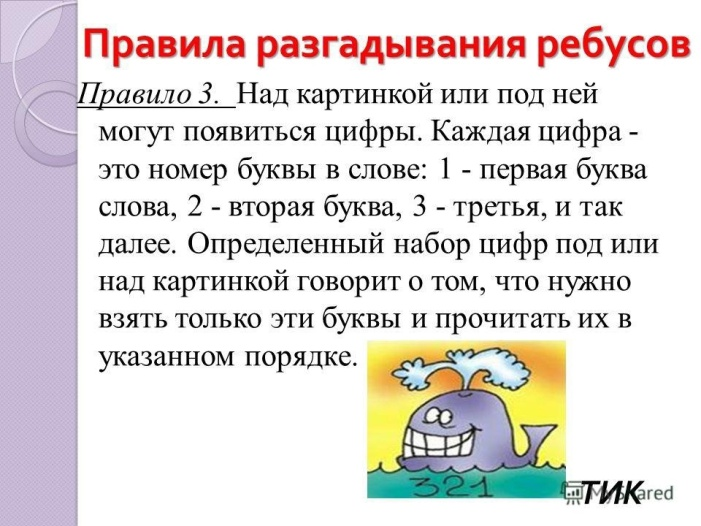 Правила разгадывания ребусов
Правило 3. Над картинкой или под ней
могут появиться цифры. Каждая цифра -
это номер буквы в слове: 1 - первая буква
слова, 2 - вторая буква, 3 - третья, и так
далее. Определенный набор цифр под или
над картинкой говорит о том, что нужно
взять только эти буквы и прочитать их в
указанном порядке.
321
ТИК
MyShared